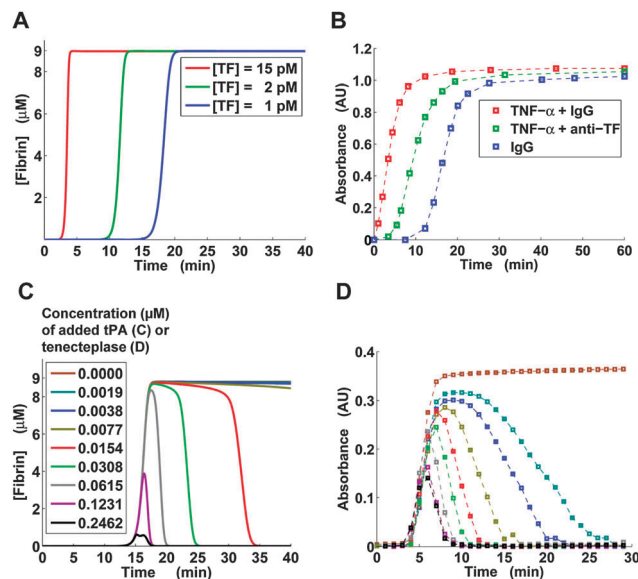 A
[Fibrin] (µM)
9
8
6
4
2
0 5 10 15 20 25 30 35 40
Time (min)
[TF] = 15 pM
[TF] = 2 pM
[TF] = 1 pM
B
Absorbance (AU)
1.2
1.0
0.8
0.6
0.4
0.2
0
0 10 20 30 40 50 60
Time (min)
TNF-α + IgG
TNF-α + anti-TF
IgG
C
Concentration (µM)
of added tPA (C) or
tenecteplase (D)
0.0000
0.0019
0.0038
0.0077
0.0154
0.0308
0.0615
0.1231
0.2462
[Fibrin] (µM)
9
8
6
4
2
0
0 5 10 15 20 25 30 35 40
Time (min)
D
Absorbance (AU)
0.4
0.3
0.2
0.1
0
0 5 10 15 20 25 30
Time (min)